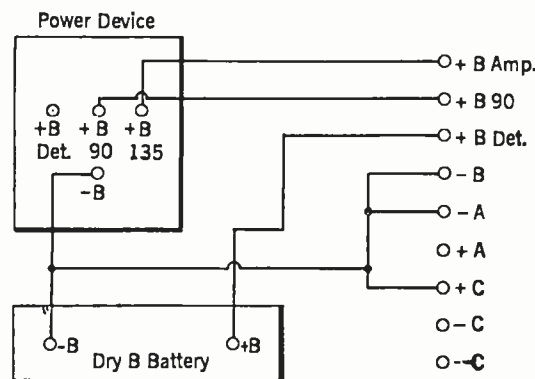 Power Device
+B Amp.
+B 90
+B Det.
-B
-A
+A
+C
-C
--C
+B +B +B
Det. 90 135
-B
-B
+B
Dry B Battery